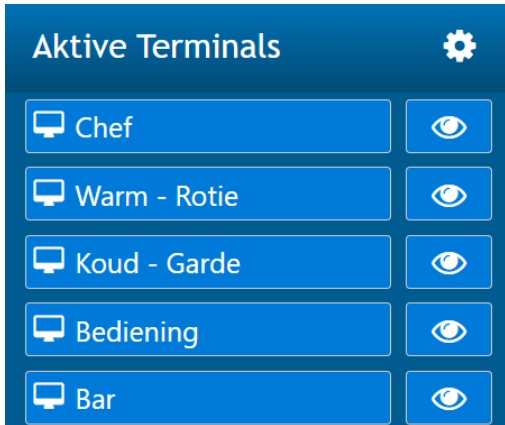 Aktive Terminals
Chef
Warm - Rotie
Koud - Garde
Bediening
Bar